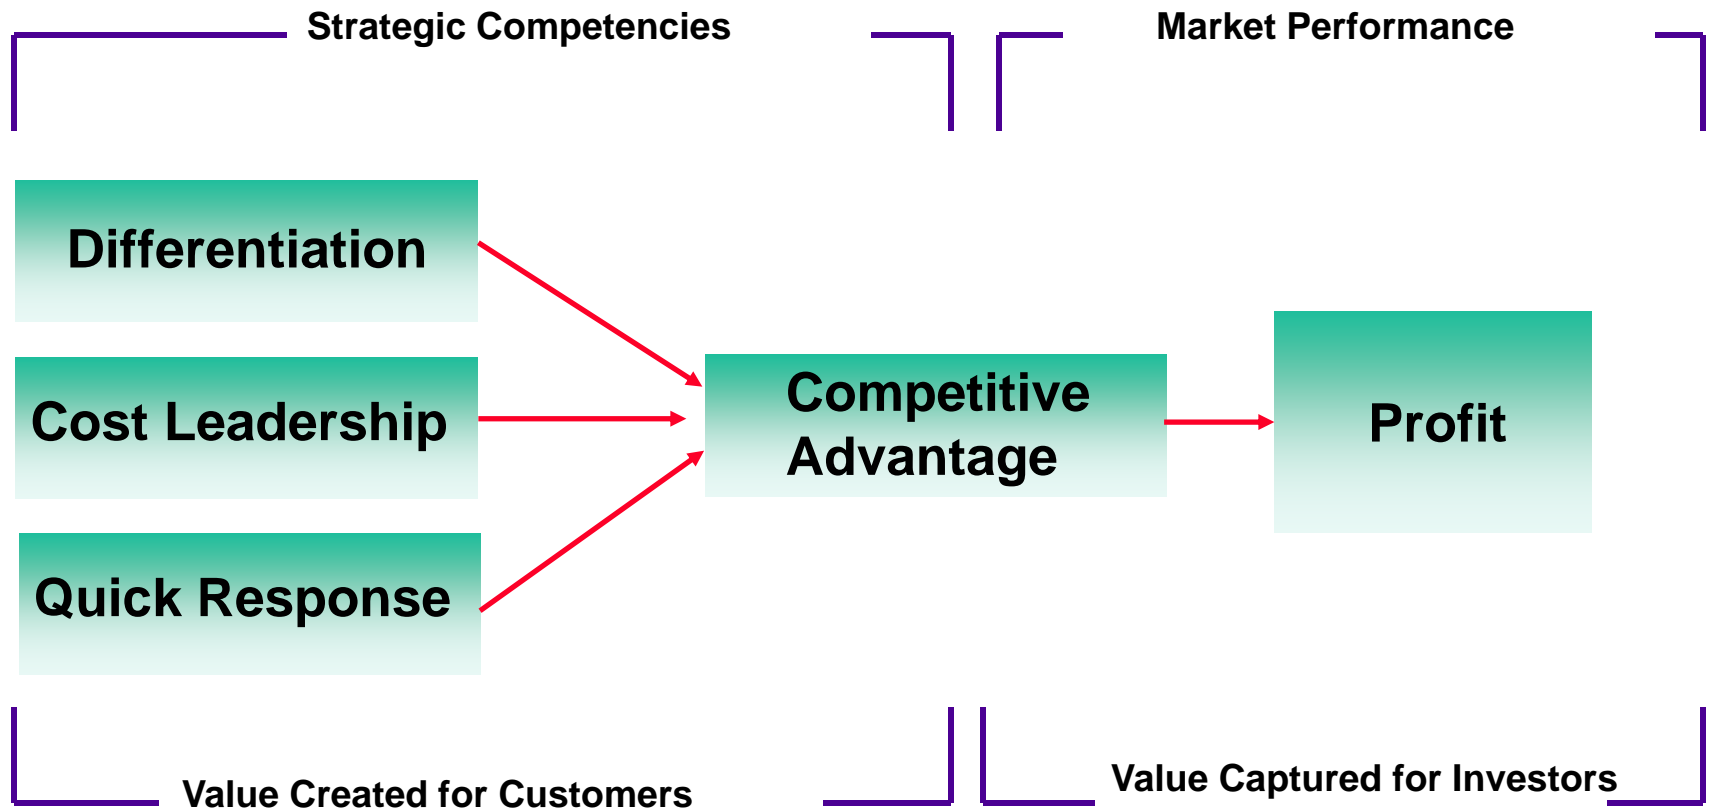 Strategic Competencies
Market Performance
Differentiation
Cost Leadership
Quick Response
Competitive
Advantage
Profit
Value Created for Customers
Value Captured for Investors